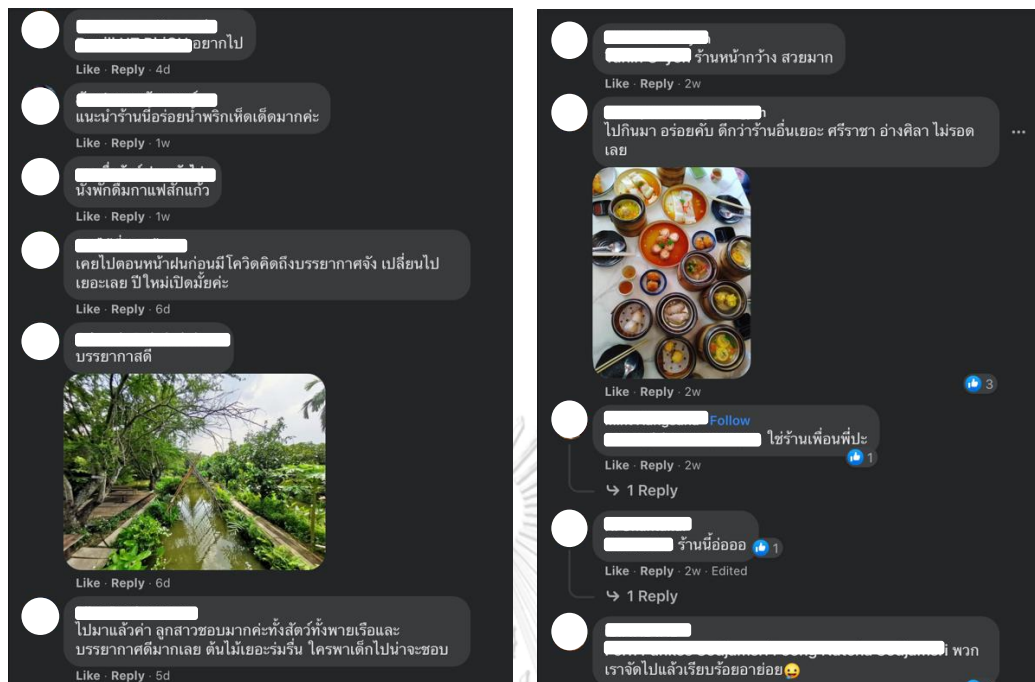 อยากไป
Like · Reply · 4d
แนะนำร้านนี้อร่อยน้ำพริกเห็ดเด็ดมากค่ะ
Like · Reply · 1w
นั่งพักดื่มกาแฟสักแก้ว
Like · Reply · 1w
เคยไปตอนหน้าฝนก่อนมีโควิดคิดถึงบรรยากาศจัง เปลี่ยนไป
เยอะเลย ปีใหม่เปิดมั้ยค่ะ
Like · Reply · 6d
บรรยากาสดี
Like · Reply · 6d
ไปมาแล้วค่า ลูกสาวชอบมากค่ะทั้งสัตว์ทั้งพายเรือและ
บรรยากาศดีมากเลย ต้นไม้เยอะร่มรื่น ใครพาเด็กไปน่าจะชอบ
Like · Reply · 5d
ร้านหน้ากว้าง สวยมาก
Like · Reply · 2w
ไปกินมา อร่อยคับ ดีกว่าร้านอื่นเยอะ ศรีราชา อ่างศิลา ไม่รอด
เลย
Like · Reply · 2w
3
Follow
ใช่ร้านเพื่อนพี่ปะ
1
Like · Reply · 2w
1 Reply
ร้านนี้อ่อออ
1
Like · Reply · 2w · Edited
1 Reply
พวก
เราจัดไปแล้วเรียบร้อยอาย่อย😜